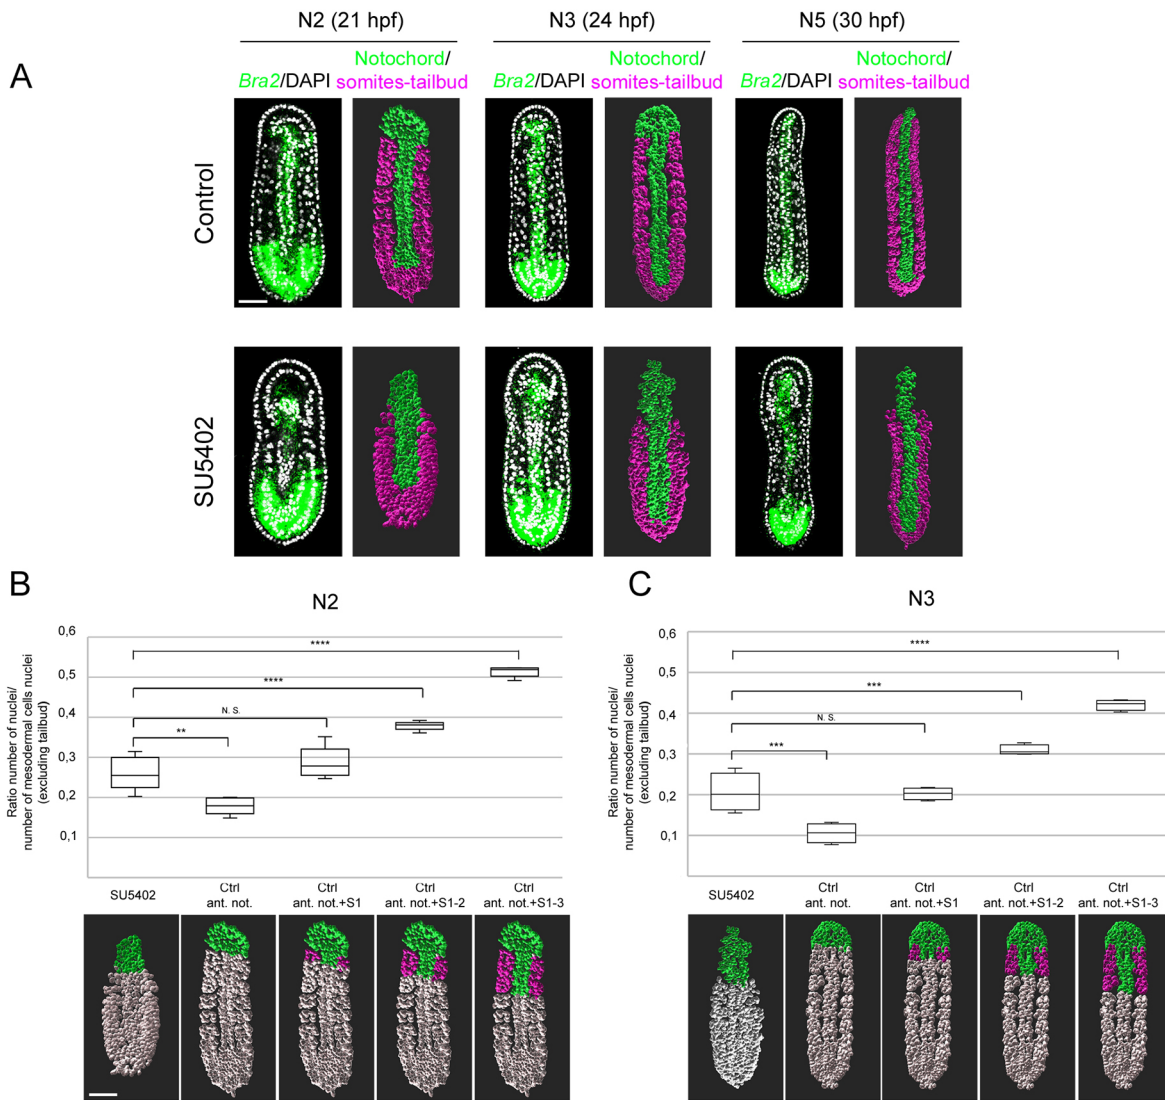 N2 (21 hpf) N3 (24 hpf) N5 (30 hpf)
A
Bra2/DAPI Notochord/ somites-tailbud Bra2/DAPI Notochord/ somites-tailbud Bra2/DAPI Notochord/ somites-tailbud
Control
SU5402
B
N2
Ratio number of nuclei/
number of mesodermal cells nuclei
(excluding tailbud)
0,6
0,5
0,4
0,3
0,2
0,1
****
****
N. S.
**
SU5402
Ctrl
ant. not.
Ctrl
ant. not.+S1
Ctrl
ant. not.+S1-2
Ctrl
ant. not.+S1-3
C
N3
Ratio number of nuclei/
number of mesodermal cells nuclei
(excluding tailbud)
0,6
0,5
0,4
0,3
0,2
0,1
****
***
N. S.
***
SU5402
Ctrl
ant. not.
Ctrl
ant. not.+S1
Ctrl
ant. not.+S1-2
Ctrl
ant. not.+S1-3